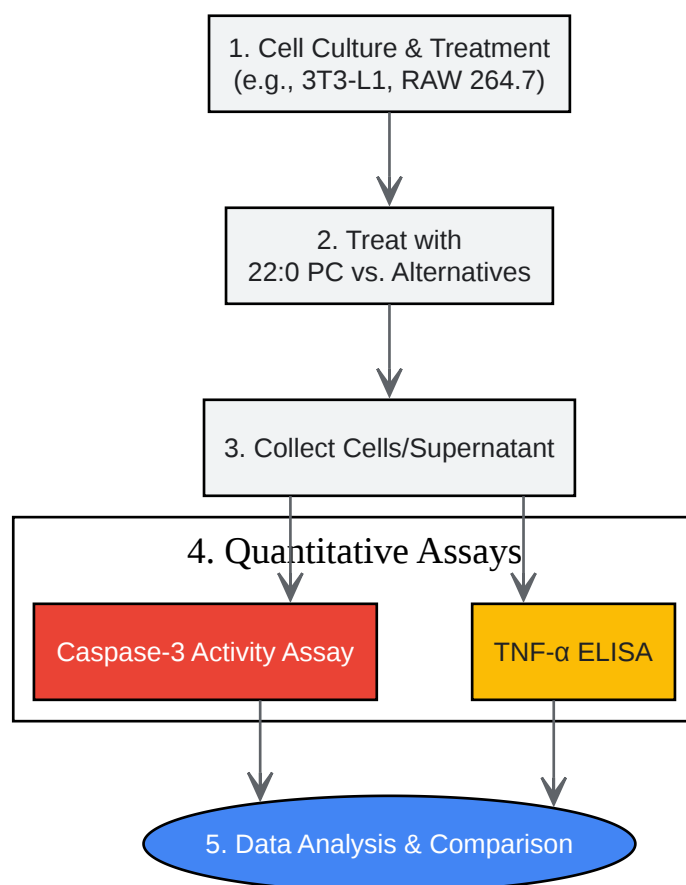 1. Cell Culture & Treatment
(e.g., 3T3-L1, RAW 264.7)
2. Treat with
22:0 PC vs. Alternatives
3. Collect Cells/Supernatant
4. Quantitative Assays
Caspase-3 Activity Assay
TNF-α ELISA
5. Data Analysis & Comparison